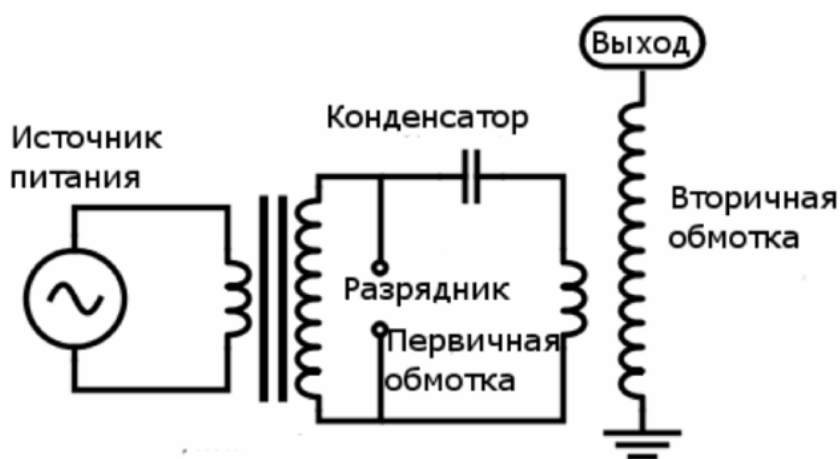 Выход
Конденсатор
Источник
питания
Вторичная
обмотка
Разрядник
Первичная
обмотка